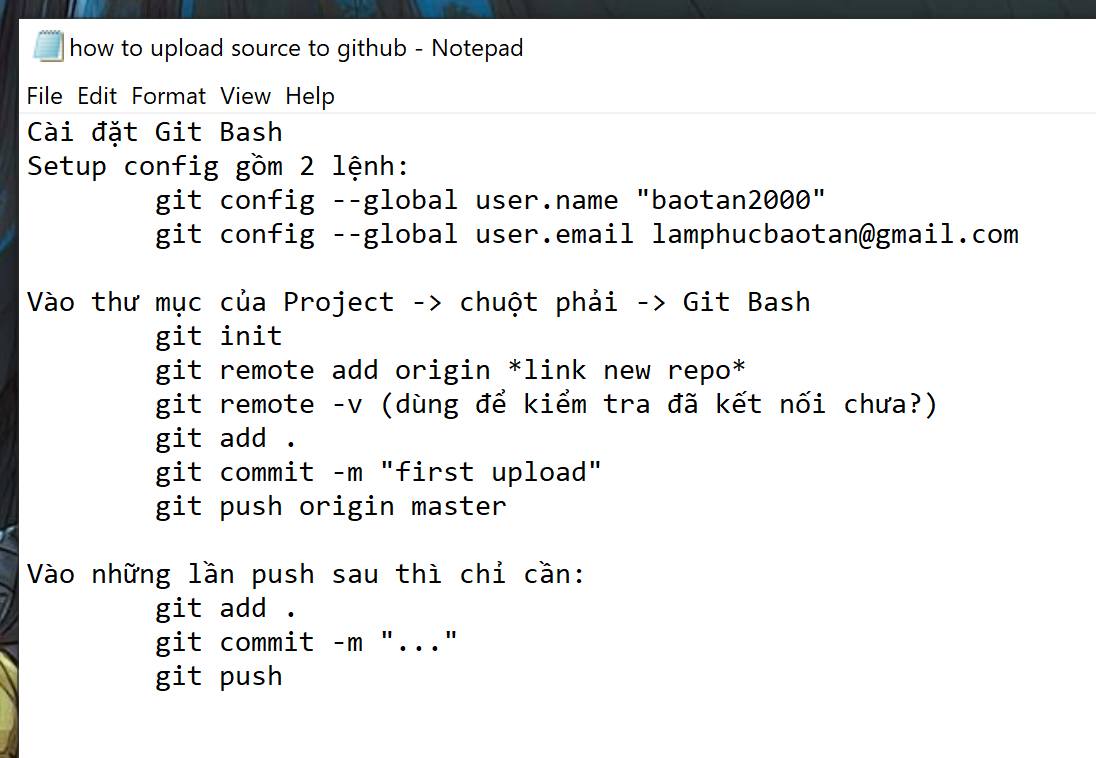 how to upload source to github - Notepad
File Edit Format View Help
Cài đặt Git Bash
Setup config gồm 2 lệnh:
git config --global user.name "baotan2000"
git config --global user.email lamphucbaotan@gmail.com
Vào thư mục của Project -> chuột phải -> Git Bash
git init
git remote add origin *link new repo*
git remote -v (dùng để kiểm tra đã kết nối chưa?)
git add .
git commit -m "first upload"
git push origin master
Vào những lần push sau thì chỉ cần:
git add .
git commit -m "..."
git push